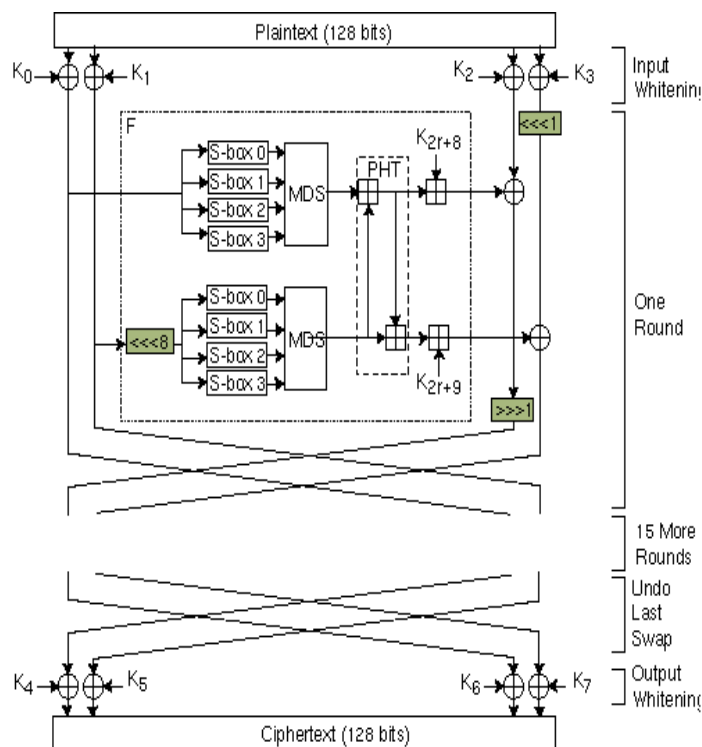 Plaintext (128 bits)
K0
K1
K2
K3
Input
Whitening
<<<1
F
K2r+8
S-box 0
S-box 1
S-box 2
S-box 3
MDS
PHT
One
Round
<<<8
S-box 0
S-box 1
S-box 2
S-box 3
MDS
K2r+9
>>>1
15 More
Rounds
Undo
Last
Swap
K4
K5
K6
K7
Output
Whitening
Ciphertext (128 bits)